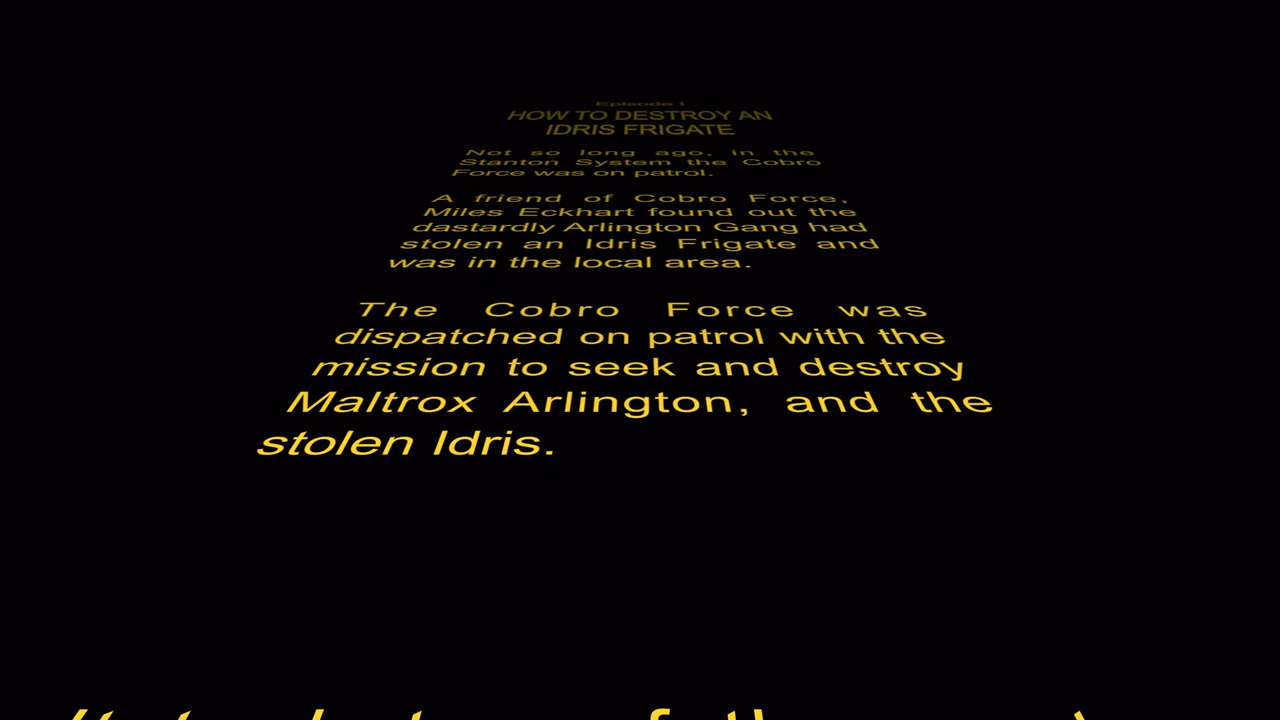 Episode I
HOW TO DESTROY AN
IDRIS FRIGATE
Not so long ago, in the
Stanton System the Cobro
Force was on patrol.
A friend of Cobro Force,
Miles Eckhart found out the
dastardly Arlington Gang had
stolen an Idris Frigate and
was in the local area.
The Cobro Force was
dispatched on patrol with the
mission to seek and destroy
Maltrox Arlington, and the
stolen Idris.